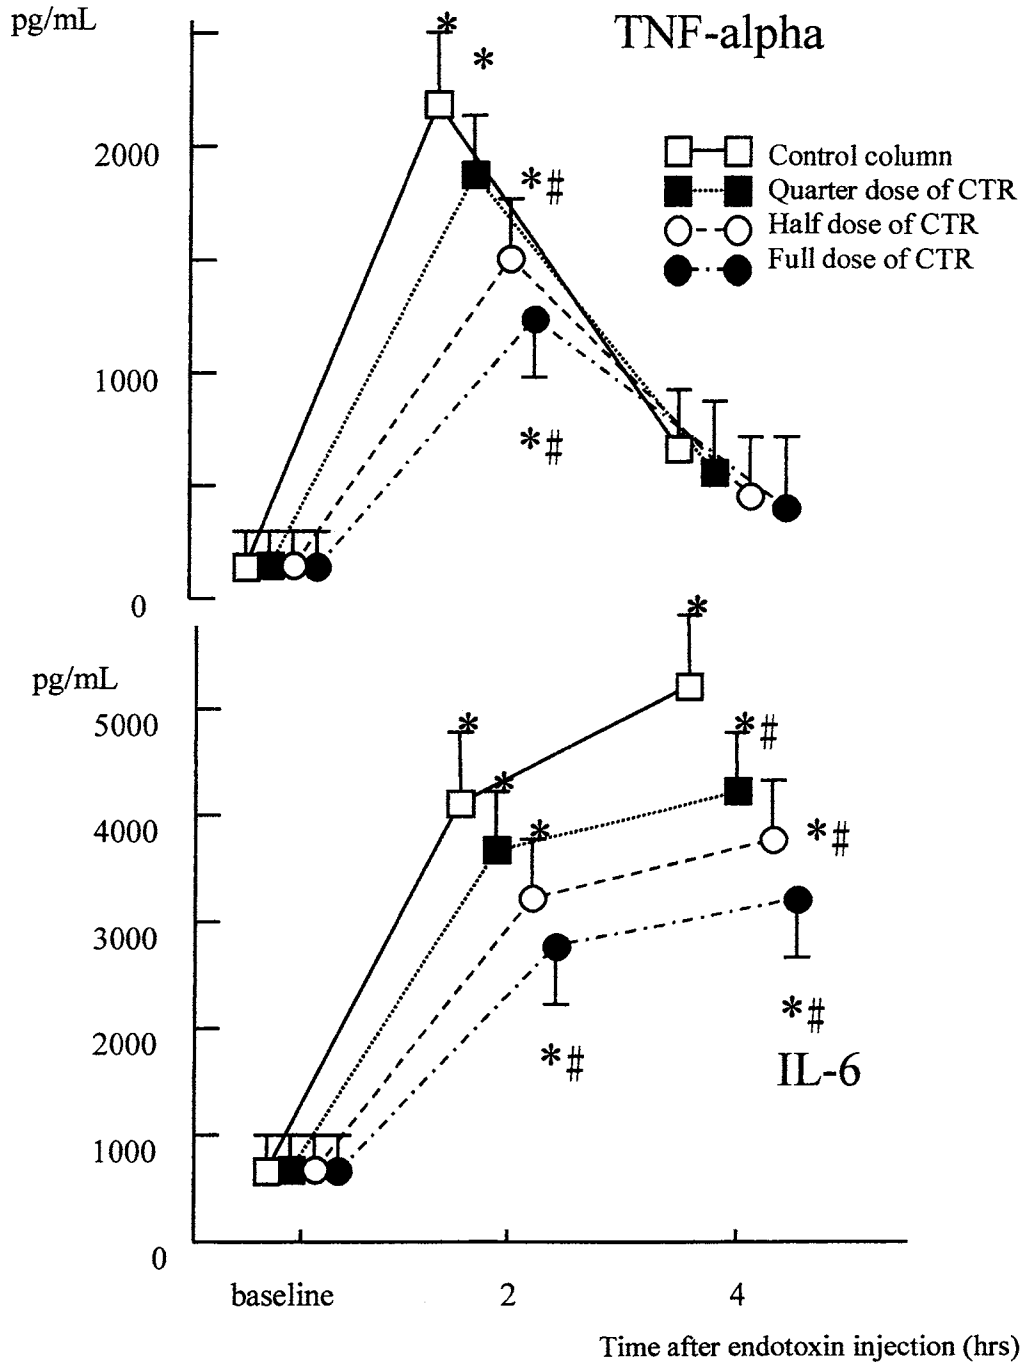 pg/mL
TNF-alpha
*
*
2000
Control column
Quarter dose of CTR
*#
Half dose of CTR
Full dose of CTR
1000
*#
0
*
pg/mL
5000
*
*#
*
4000
*
*#
3000
*#
2000
*#
IL-6
1000
0
baseline
2
4
Time after endotoxin injection (hrs)